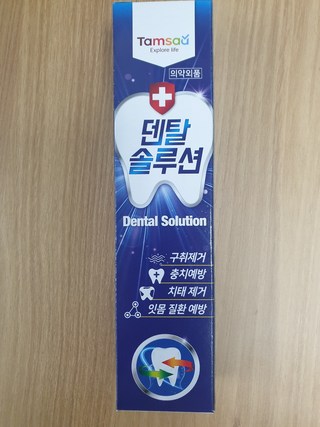 Tamsaa
Explore life
의약외품
덴탈
솔루션
Dental Solution
구취제거
충치예방
치태 제거
잇몸 질환 예방